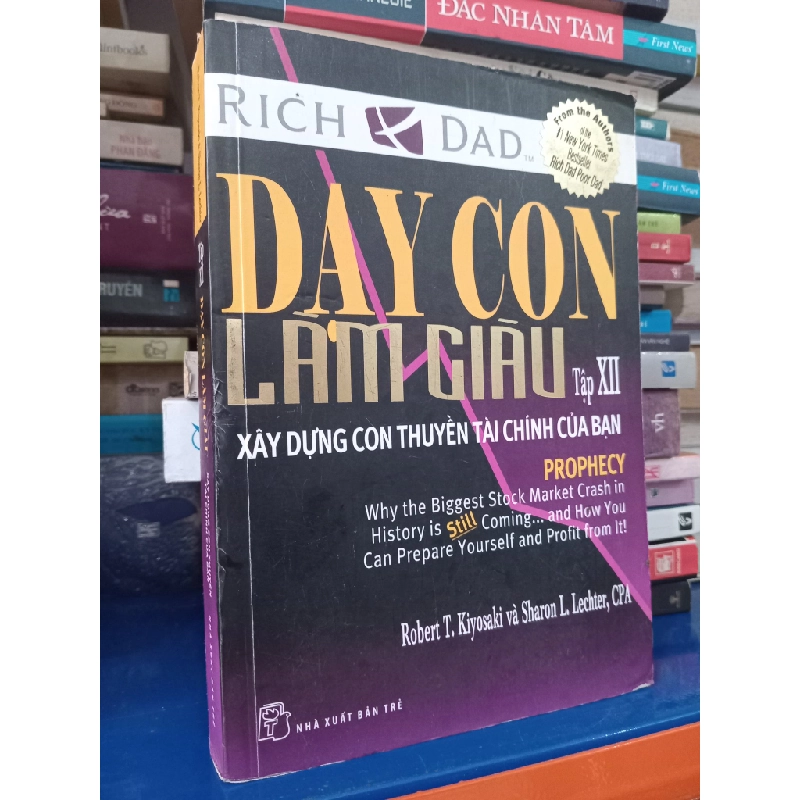 ĐẮC NHÂN TÂM
First News
RICH DAD™
From the Authors
of the
#1 New York Times
Bestseller
Rich Dad Poor Dad
DẠY CON
LÀM GIÀU
Tập XII
XÂY DỰNG CON THUYỀN TÀI CHÍNH CỦA BẠN
PROPHECY
Why the Biggest Stock Market Crash in
History is Still Coming... and How You
Can Prepare Yourself and Profit from It!
Robert T. Kiyosaki và Sharon L. Lechter, CPA
NHÀ XUẤT BẢN TRẺ
First News